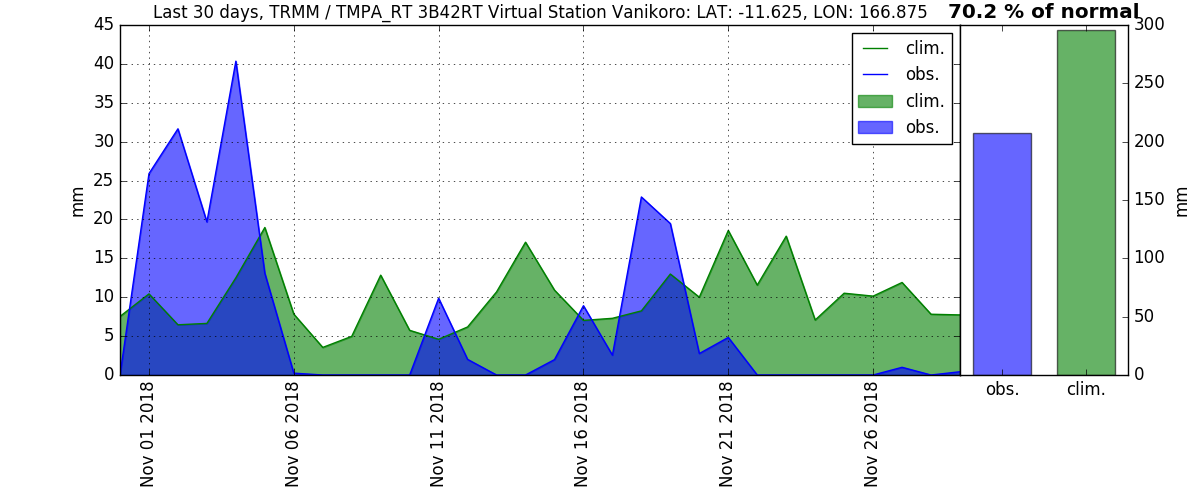 Last 30 days, TRMM / TMPA_RT 3B42RT Virtual Station Vanikoro: LAT: -11.625, LON: 166.875
70.2 % of normal
45
40
35
30
25
20
15
10
5
0
mm
clim.
obs.
clim.
obs.
Nov 01 2018
Nov 06 2018
Nov 11 2018
Nov 16 2018
Nov 21 2018
Nov 26 2018
300
250
200
150
100
50
0
mm
obs.
clim.